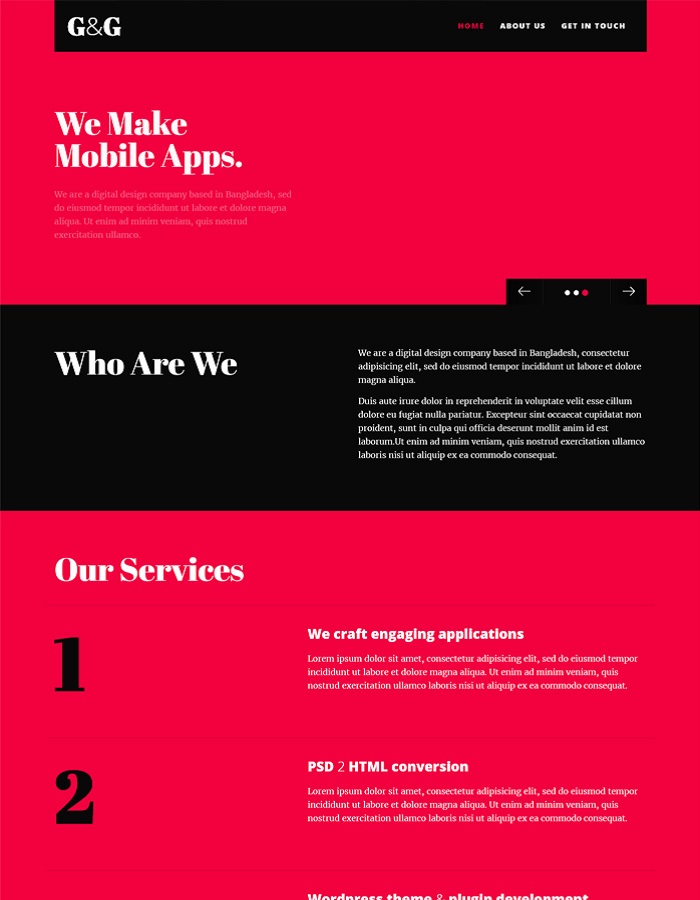 G&G
HOME ABOUT US GET IN TOUCH
We Make
Mobile Apps.
We are a digital design company based in Bangladesh, sed
do eiusmod tempor incididunt ut labore et dolore magna
aliqua. Ut enim ad minim veniam, quis nostrud
exercitation ullamco.
Who Are We
We are a digital design company based in Bangladesh, consectetur
adipisicing elit, sed do eiusmod tempor incididunt ut labore et dolore
magna aliqua.
Duis aute irure dolor in reprehenderit in voluptate velit esse cillum
dolore eu fugiat nulla pariatur. Excepteur sint occaecat cupidatat non
proident, sunt in culpa qui officia deserunt mollit anim id est
laborum.Ut enim ad minim veniam, quis nostrud exercitation ullamco
laboris nisi ut aliquip ex ea commodo consequat.
Our Services
1
We craft engaging applications
Lorem ipsum dolor sit amet, consectetur adipisicing elit, sed do eiusmod tempor
incididunt ut labore et dolore magna aliqua. Ut enim ad minim veniam, quis
nostrud exercitation ullamco laboris nisi ut aliquip ex ea commodo consequat.
2
PSD 2 HTML conversion
Lorem ipsum dolor sit amet, consectetur adipisicing elit, sed do eiusmod tempor
incididunt ut labore et dolore magna aliqua. Ut enim ad minim veniam, quis
nostrud exercitation ullamco laboris nisi ut aliquip ex ea commodo consequat.
Wordpress theme & plugin development